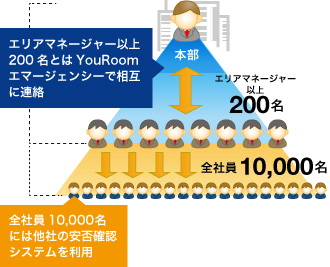 エリアマネージャー以上
200名とはYouRoom
エマージェンシーで相互
に連絡
本部
エリアマネージャー
以上
200名
全社員10,000名
全社員10,000名
には他社の安否確認
システムを利用